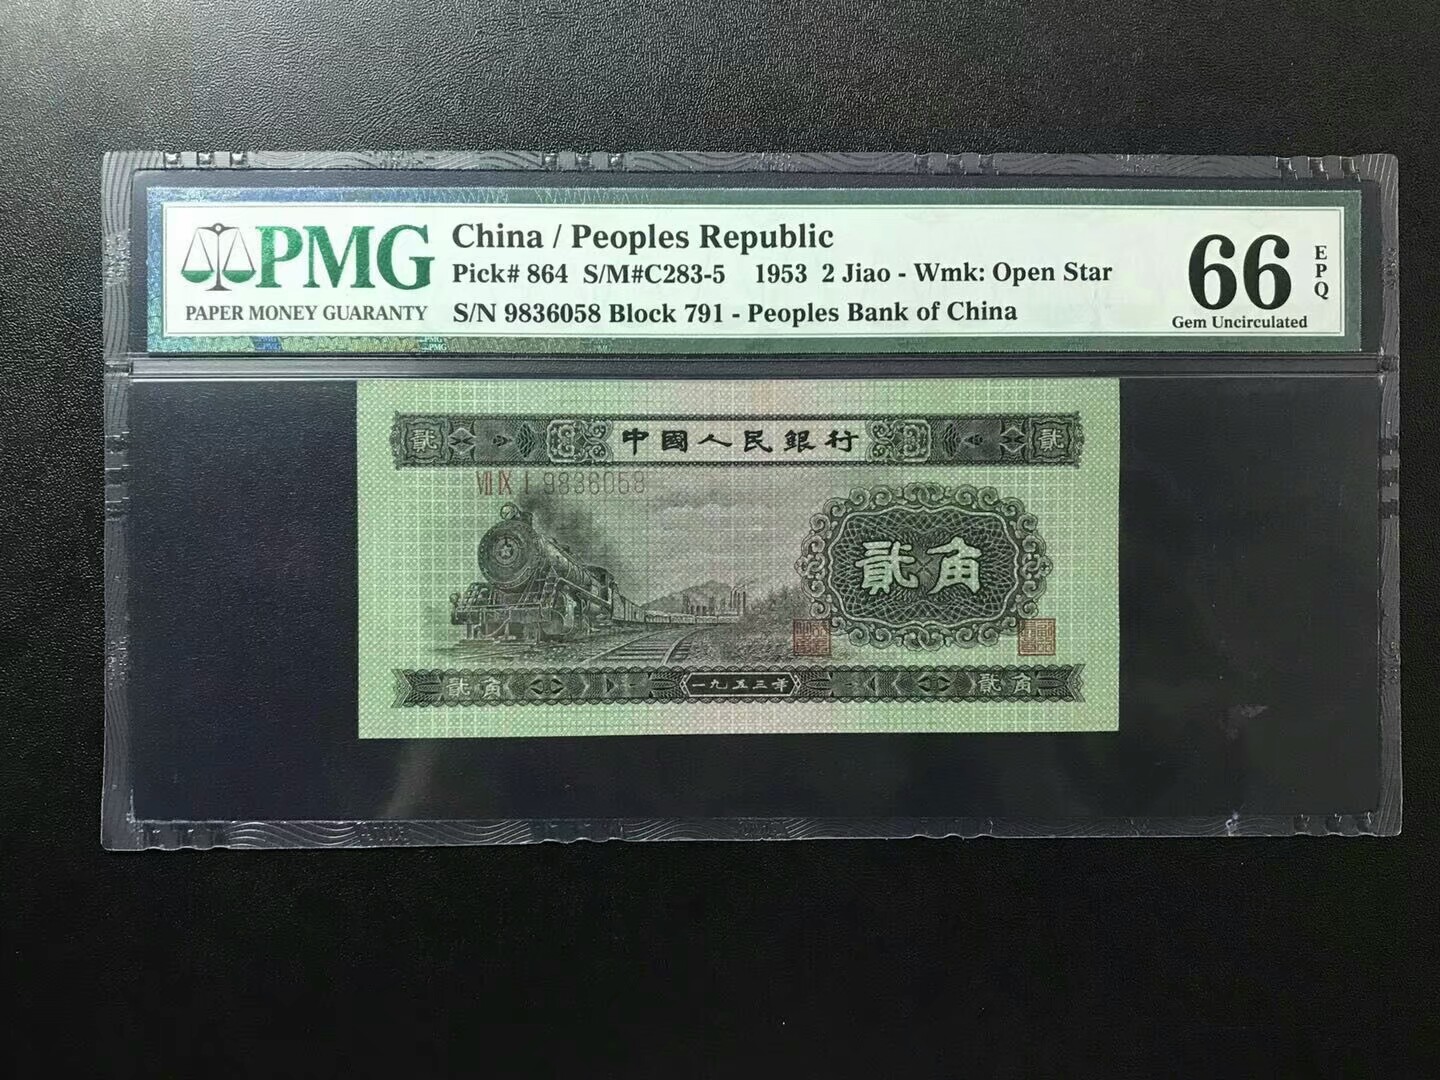 PMG
PAPER MONEY GUARANTY
China / Peoples Republic
Pick# 864 S/M#C283-5 1953 2 Jiao - Wmk: Open Star
S/N 9836058 Block 791 - Peoples Bank of China
66
EPQ
Gem Uncirculated
貳 中國人民銀行 貳
VII IX I 9836058
貳角
貳角 一九五三年 貳角